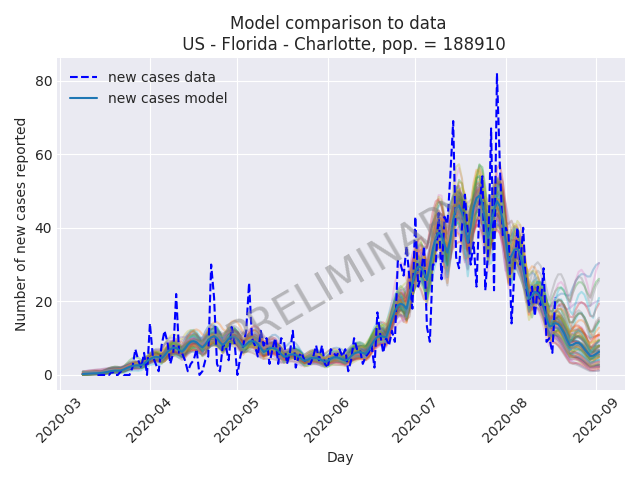 Model comparison to data
US - Florida - Charlotte, pop. = 188910
new cases data
new cases model
PRELIMINARY
Number of new cases reported
80
60
40
20
0
2020-03
2020-04
2020-05
2020-06
2020-07
2020-08
2020-09
Day